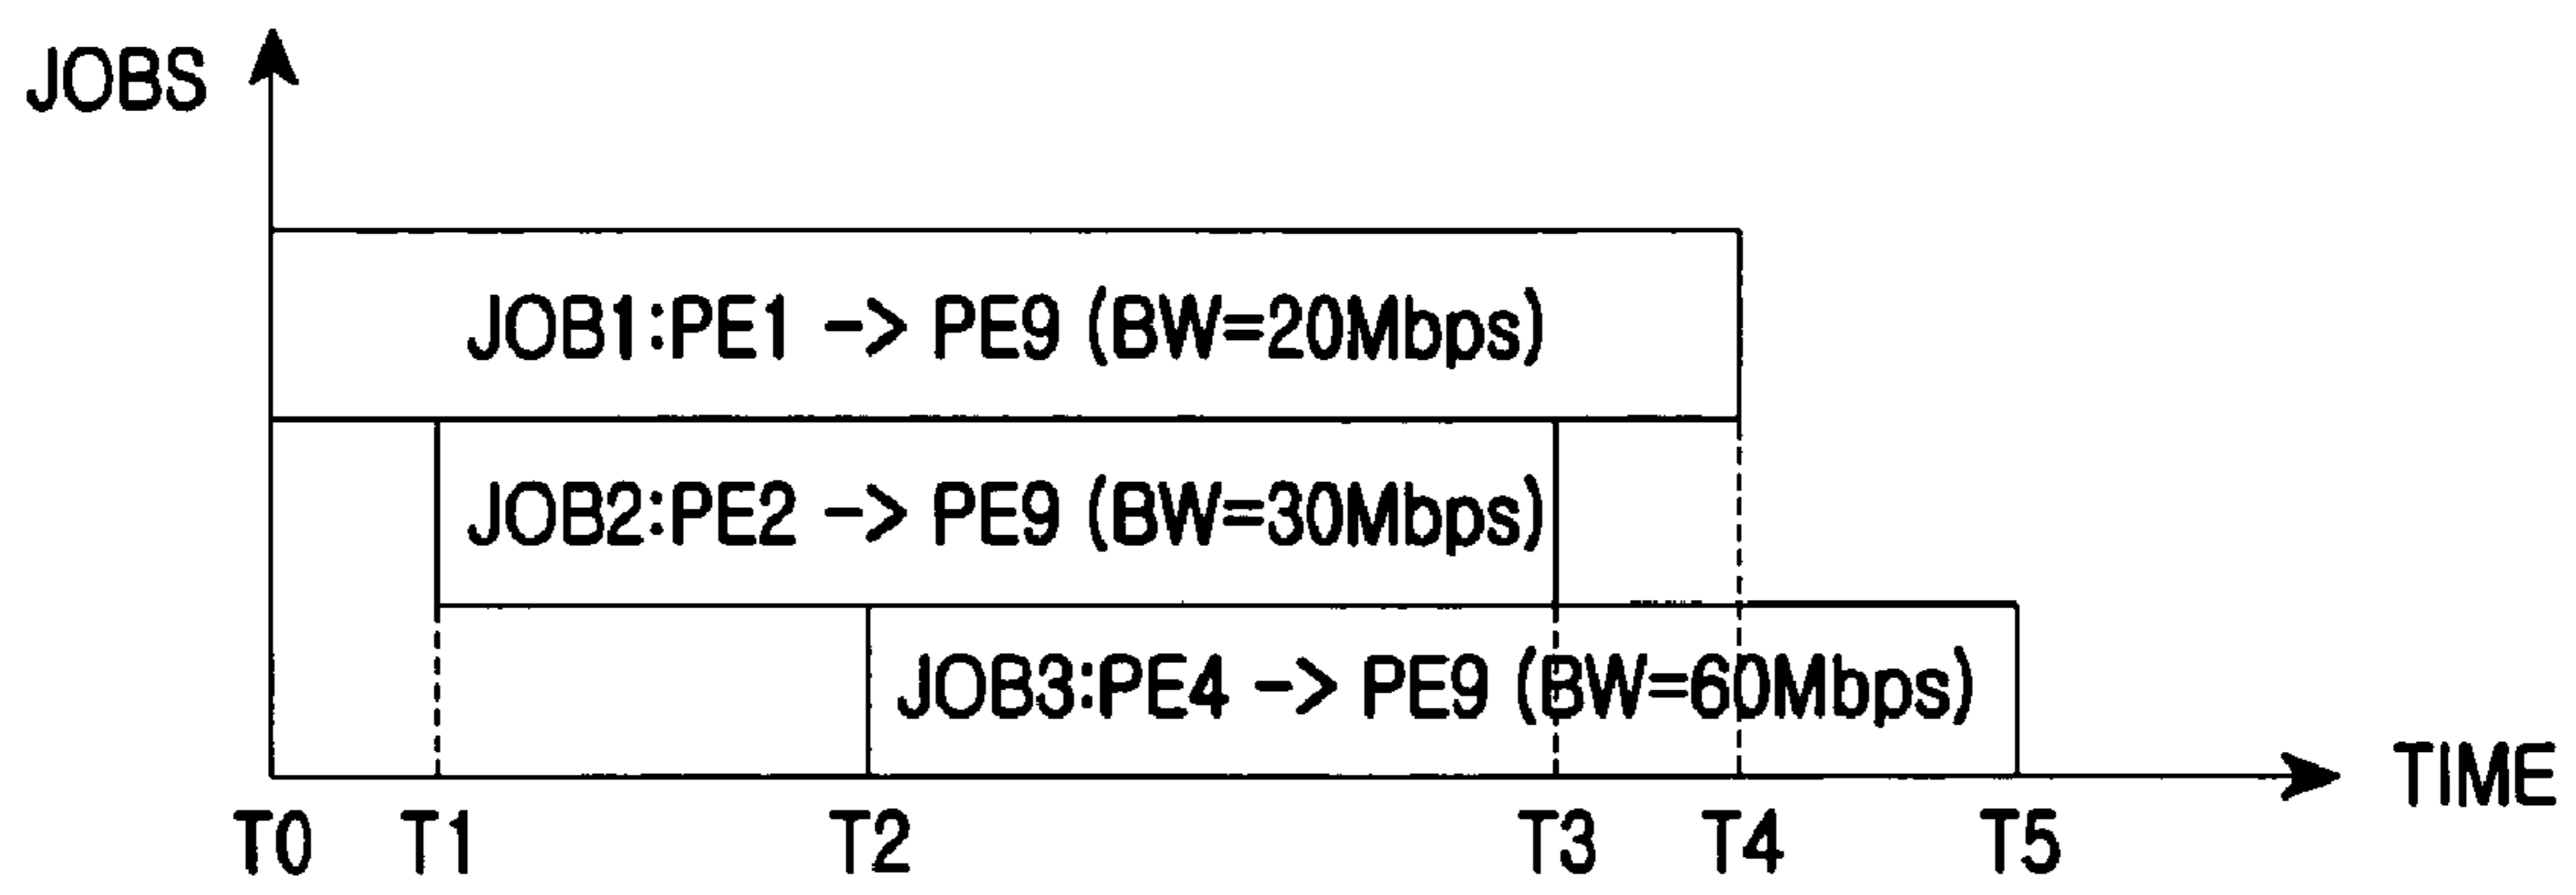 JOBS
JOB1:PE1 -> PE9 (BW=20Mbps)
JOB2:PE2 -> PE9 (BW=30Mbps)
JOB3:PE4 -> PE9 (BW=60Mbps)
TIME
T0 T1 T2 T3 T4 T5